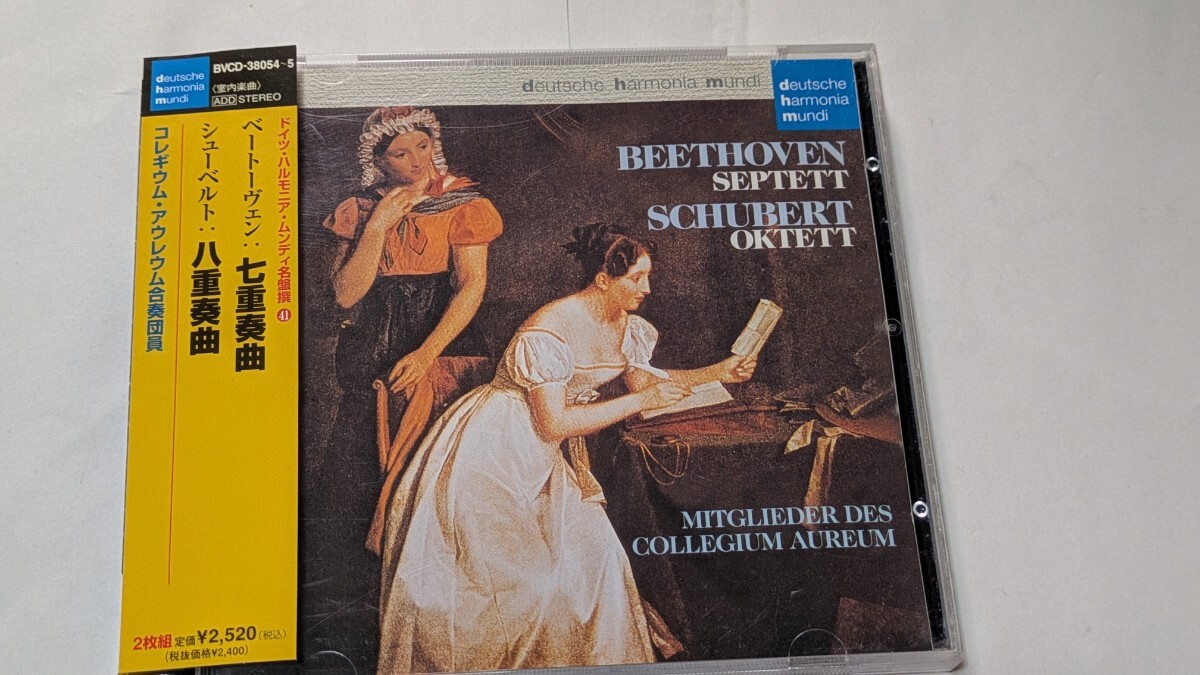 deutsche
harmonia
mundi
BVCD-38054~5
〈室内楽曲〉
ADD STEREO
ドイツ・ハルモニア・ムンディ名盤撰 41
ベートーヴェン:七重奏曲
シューベルト:八重奏曲
コレギウム・アウレウム合奏団員
2枚組 定価¥2,520(税込)
(税抜価格¥2,400)
deutsche harmonia mundi
deutsche
harmonia
mundi
BEETHOVEN
SEPTETT
SCHUBERT
OKTETT
MITGLIEDER DES
COLLEGIUM AUREUM